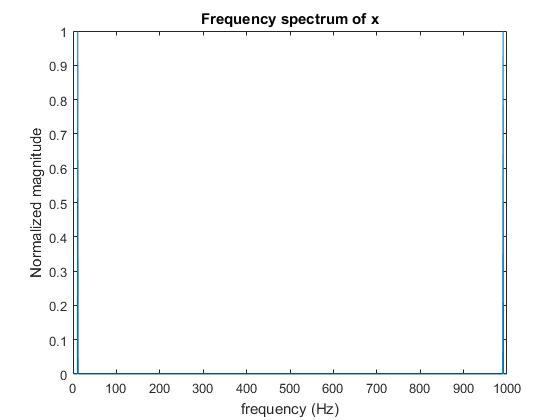 Frequency spectrum of x
1
0.9
0.8
0.7
0.6
0.5
0.4
0.3
0.2
0.1
0
Normalized magnitude
0 100 200 300 400 500 600 700 800 900 1000
frequency (Hz)